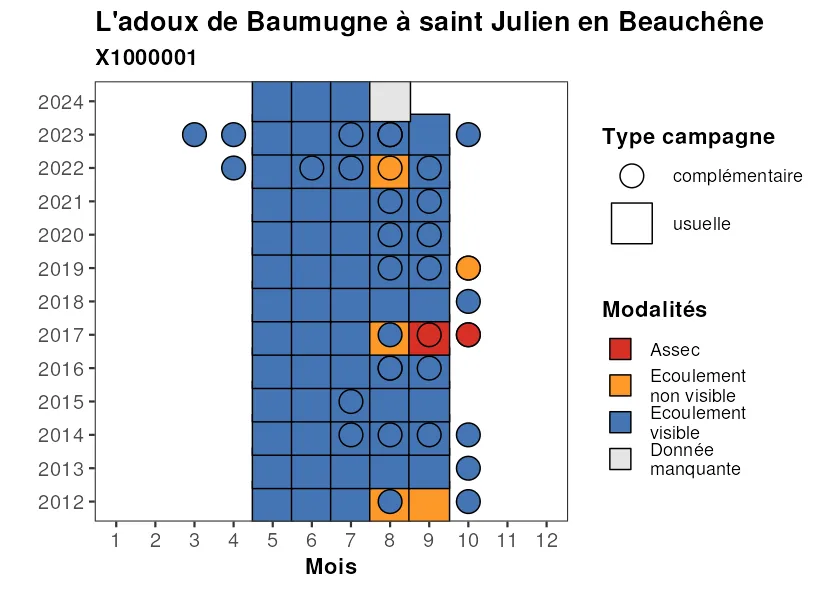 L'adoux de Baumugne à saint Julien en Beauchêne
X1000001
2024
2023
2022
2021
2020
2019
2018
2017
2016
2015
2014
2013
2012
1 2 3 4 5 6 7 8 9 10 11 12
Mois
Type campagne
complémentaire
usuelle
Modalités
Assec
Ecoulement
non visible
Ecoulement
visible
Donnée
manquante